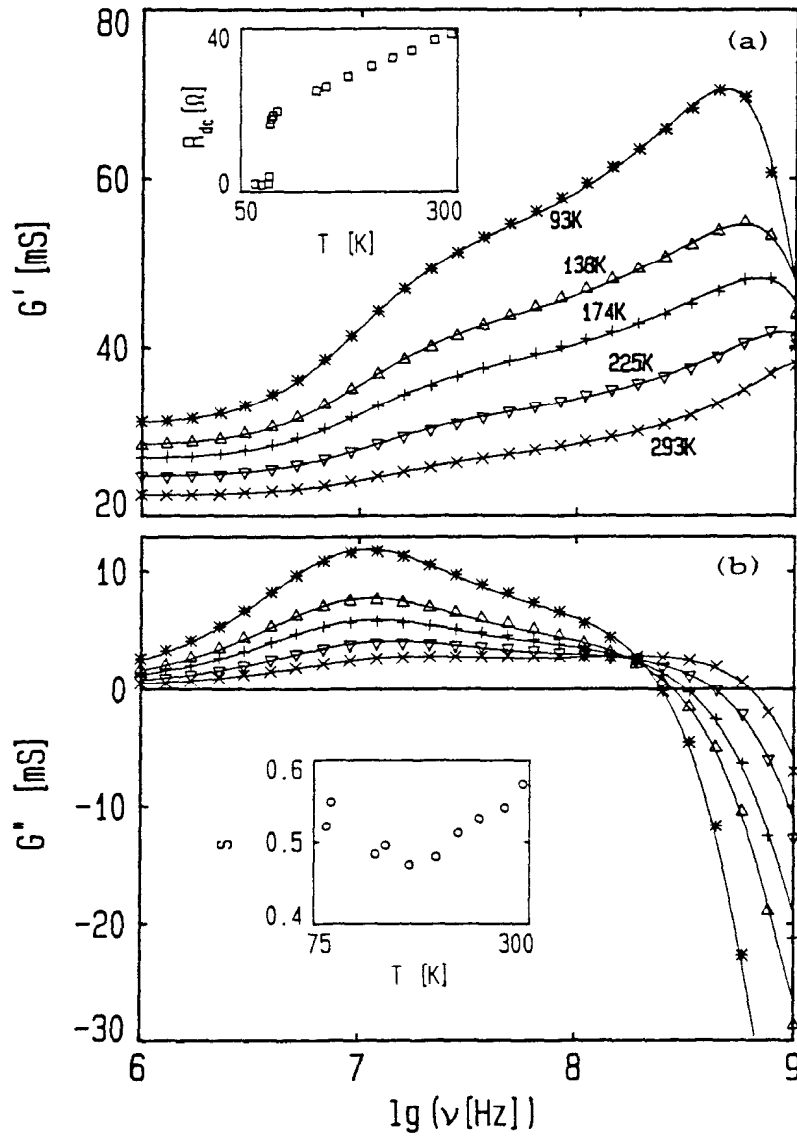 80
60
40
20
G' [mS]
(a)
40
0
R_dc [Ω]
50
300
T [K]
93K
138K
174K
225K
293K
10
0
-10
-20
-30
G" [mS]
(b)
0.6
0.5
0.4
s
75
300
T [K]
6
7
8
9
lg (ν [Hz])